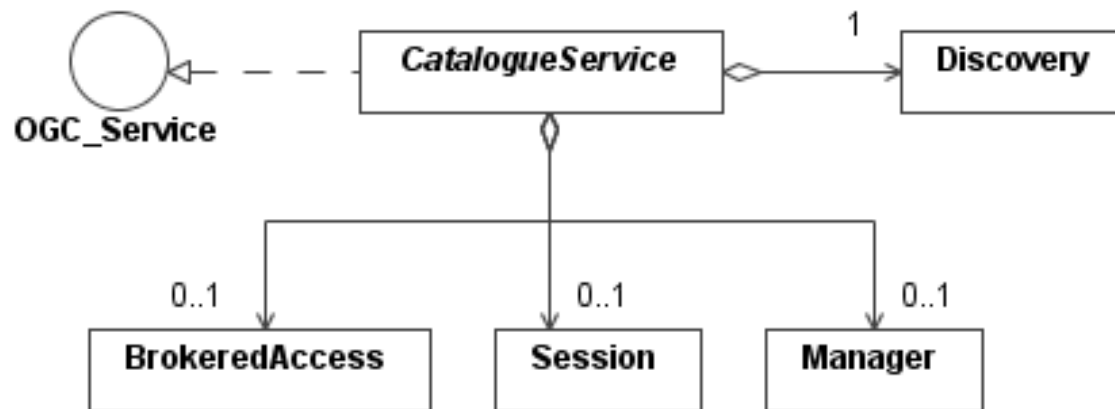 1
CatalogueService
Discovery
OGC_Service
0..1
0..1
0..1
BrokeredAccess
Session
Manager